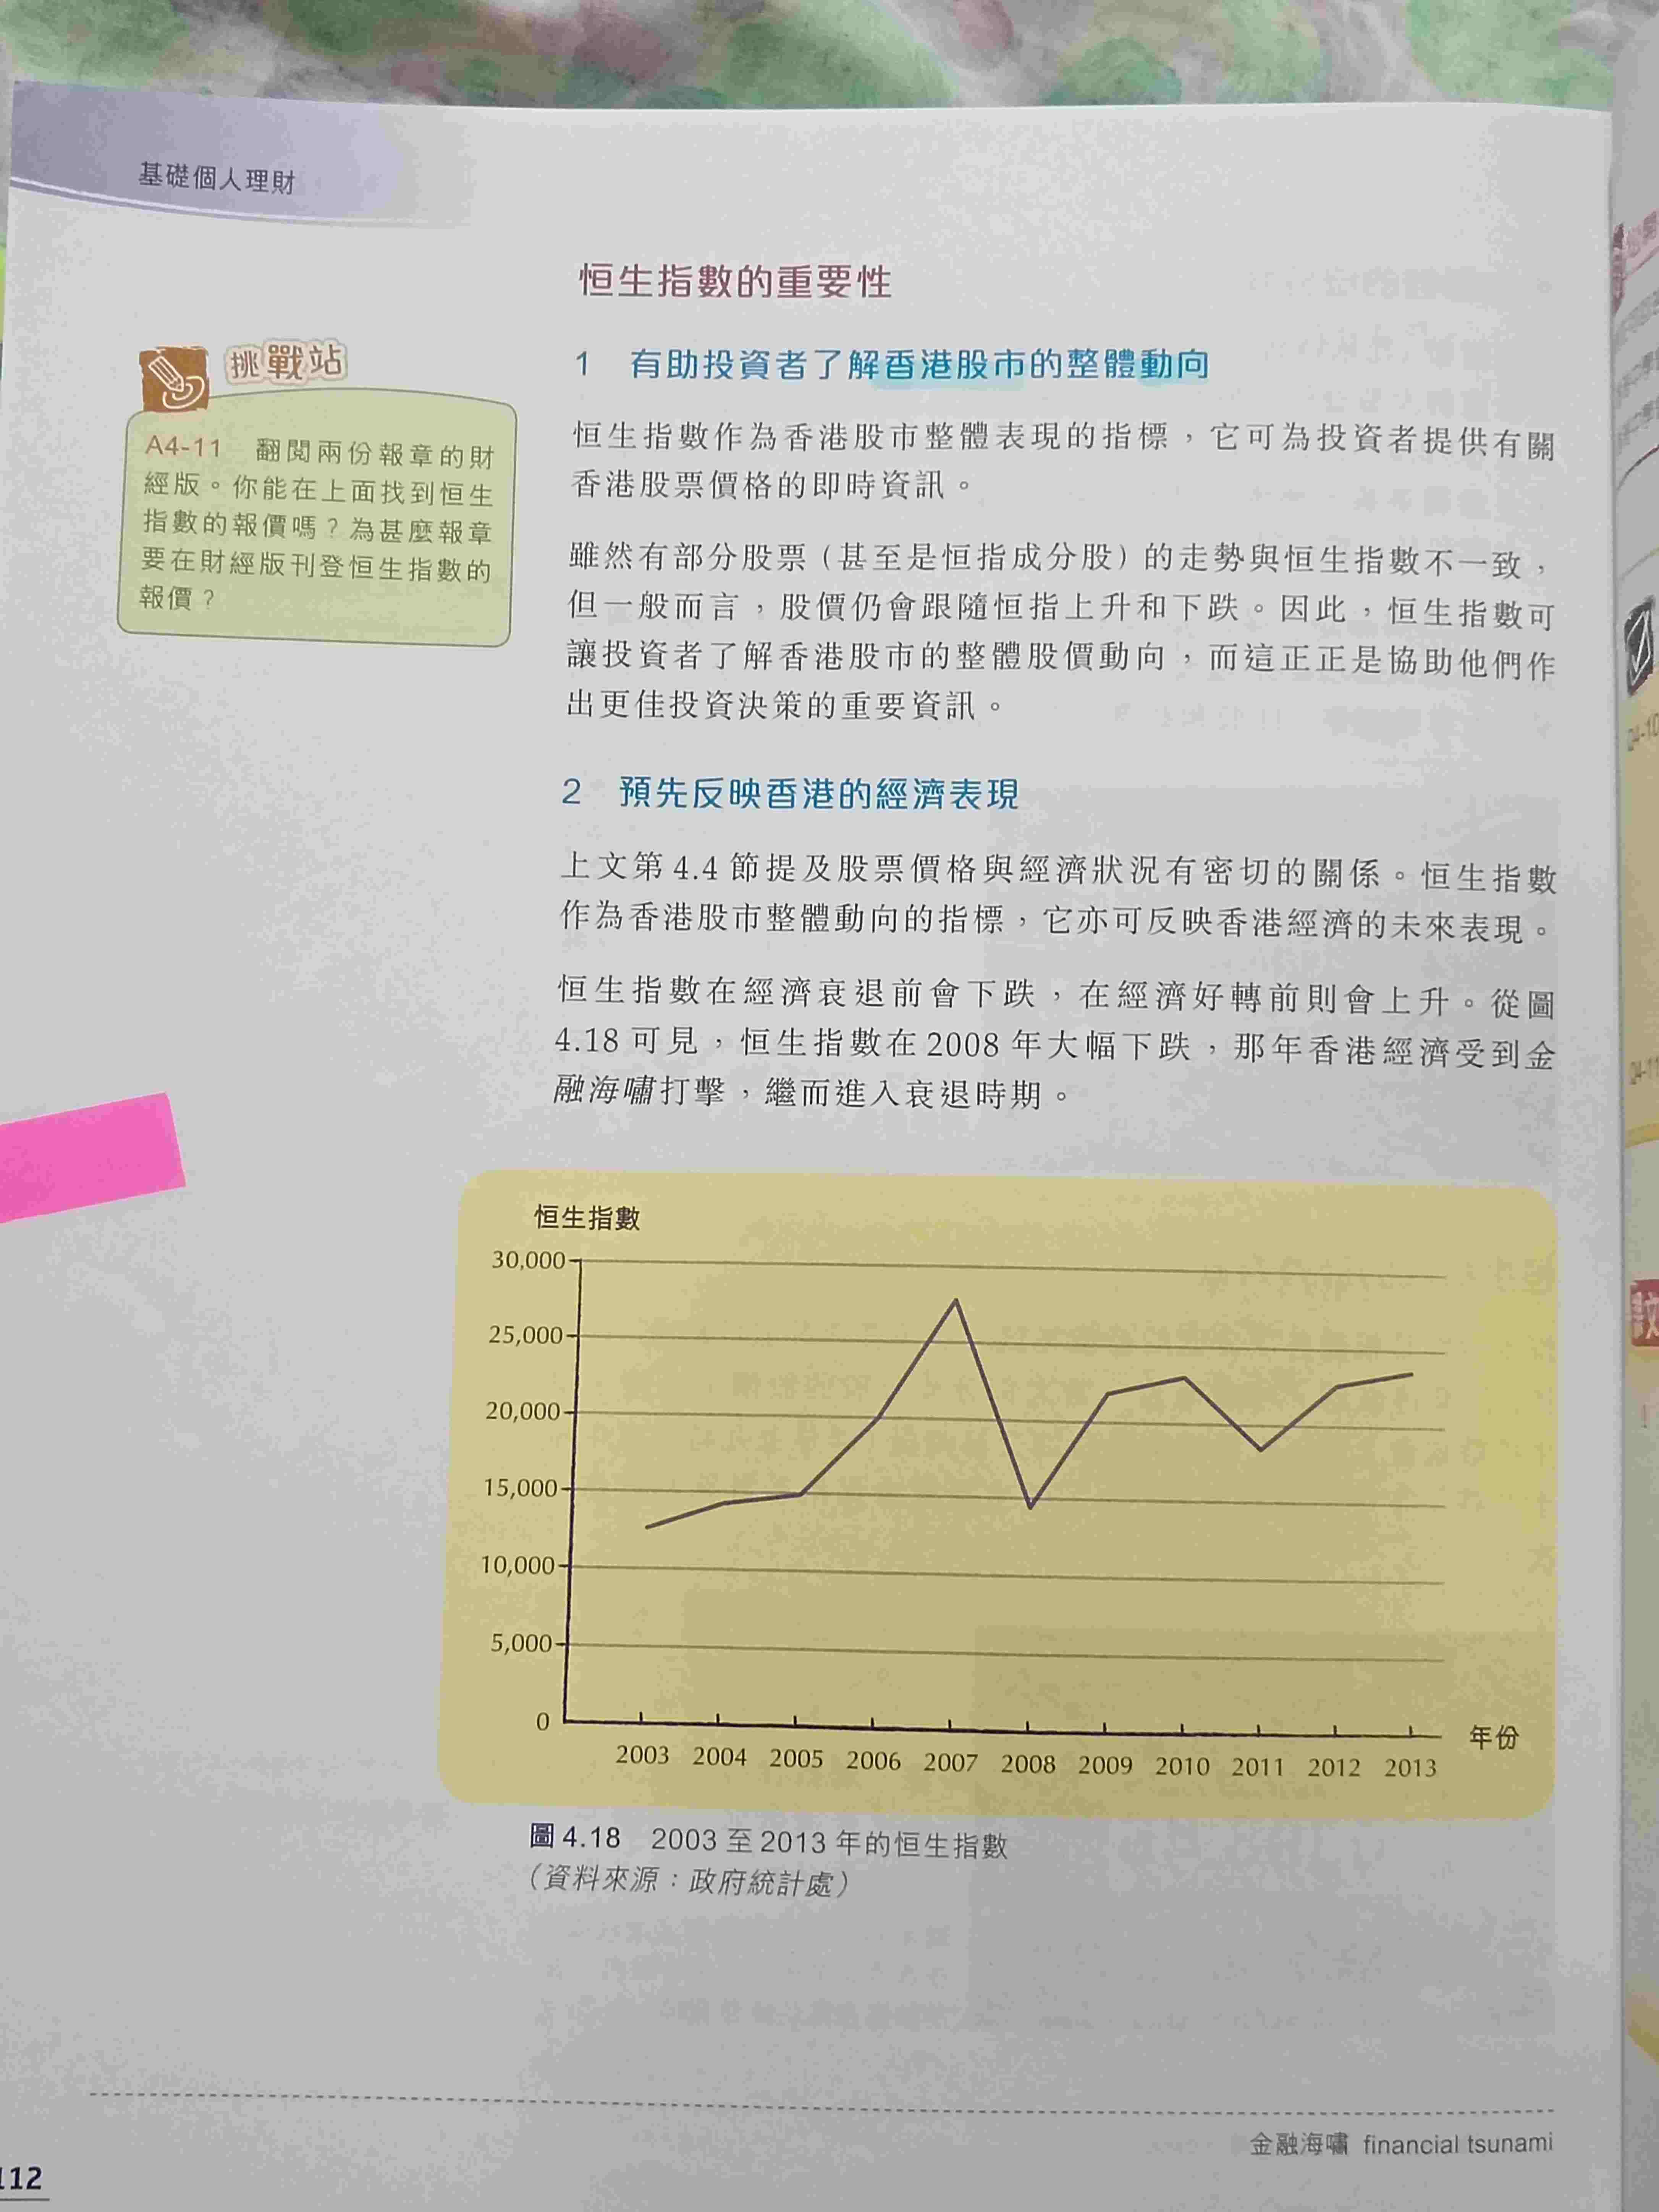 基礎個人理財
恒生指數的重要性
挑戰站
A4-11 翻閱兩份報章的財
經版。你能在上面找到恒生
指數的報價嗎？為甚麼報章
要在財經版刊登恒生指數的
報價？
1 有助投資者了解香港股市的整體動向
恒生指數作為香港股市整體表現的指標，它可為投資者提供有關
香港股票價格的即時資訊。
雖然有部分股票（甚至是恒指成分股）的走勢與恒生指數不一致，
但一般而言，股價仍會跟隨恒指上升和下跌。因此，恒生指數可
讓投資者了解香港股市的整體股價動向，而這正正是協助他們作
出更佳投資決策的重要資訊。
2 預先反映香港的經濟表現
上文第 4.4 節提及股票價格與經濟狀況有密切的關係。恒生指數
作為香港股市整體動向的指標，它亦可反映香港經濟的未來表現。
恒生指數在經濟衰退前會下跌，在經濟好轉前則會上升。從圖
4.18 可見，恒生指數在 2008 年大幅下跌，那年香港經濟受到金
融海嘯打擊，繼而進入衰退時期。
恒生指數
30,000
25,000
20,000
15,000
10,000
5,000
0
2003 2004 2005 2006 2007 2008 2009 2010 2011 2012 2013
年份
圖 4.18 2003 至 2013 年的恒生指數
（資料來源：政府統計處）
金融海嘯 financial tsunami
112